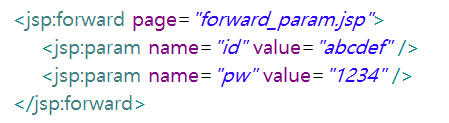 <jsp:forward page="forward_param.jsp">
<jsp:param name="id" value="abcdef" />
<jsp:param name="pw" value="1234" />
</jsp:forward>